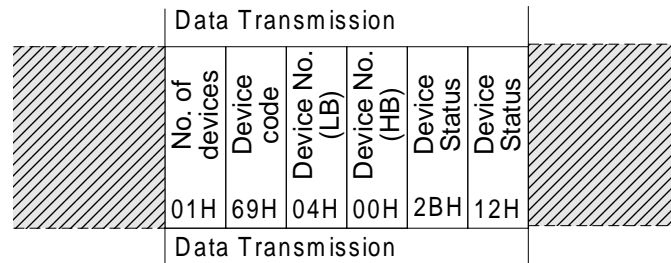 Data Transmission
No. of
devices
Device
code
Device No.
(LB)
Device No.
(HB)
Device
Status
Device
Status
01H 69H 04H 00H 2BH 12H
Data Transmission